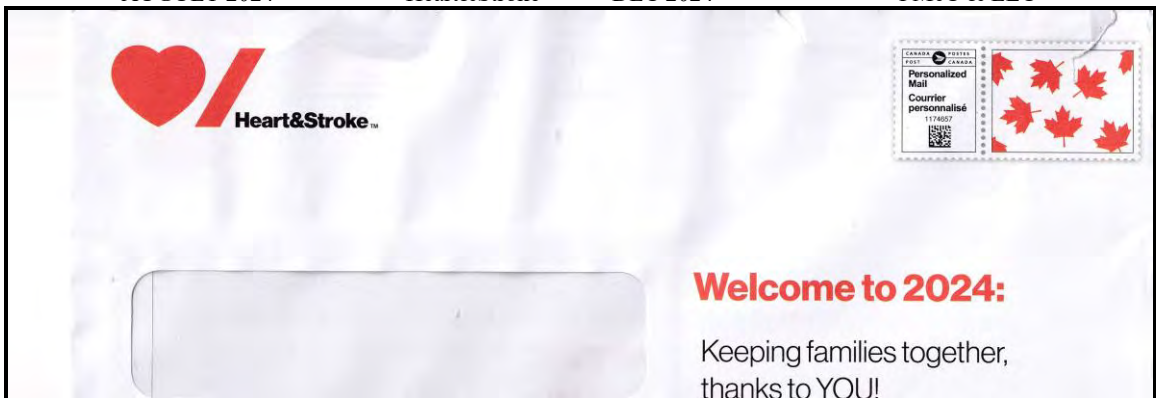 Heart&Stroke™
CANADA POSTES
POST CANADA
Personalized
Mail
Courrier
personnalisé
1174657
Welcome to 2024:
Keeping families together,
thanks to YOU!